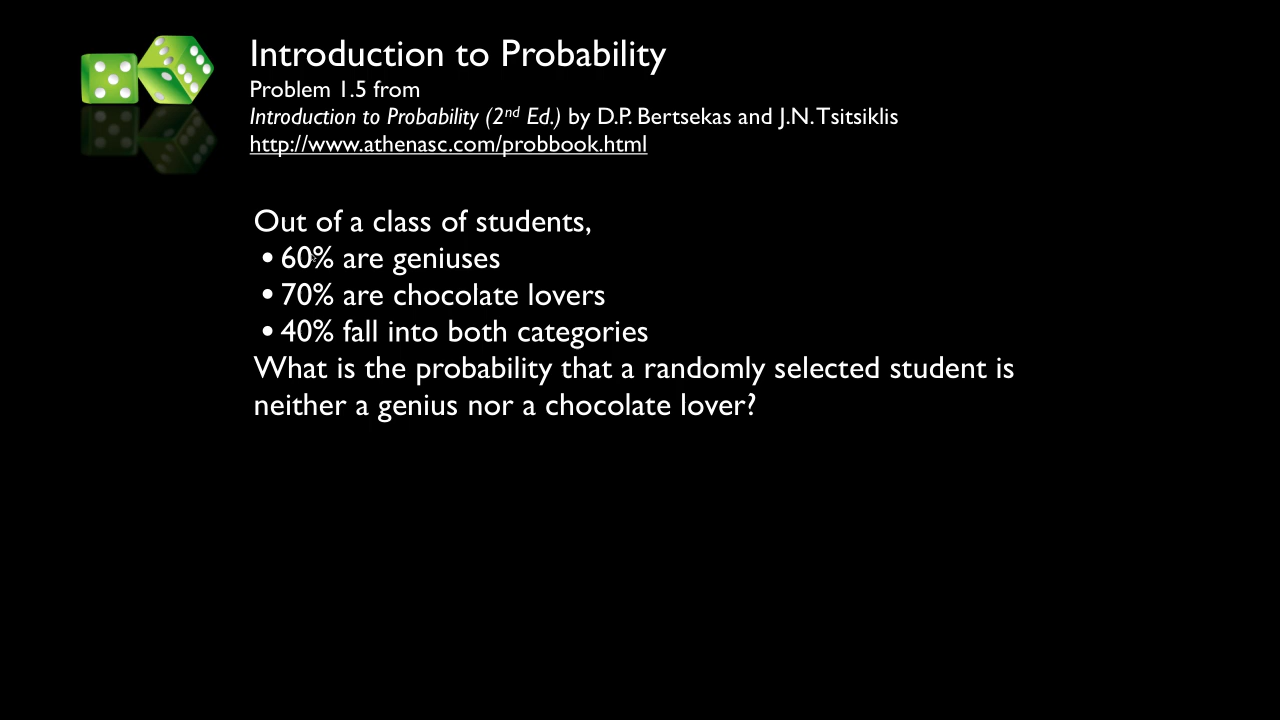 Introduction to Probability
Problem 1.5 from
Introduction to Probability (2nd Ed.) by D.P. Bertsekas and J.N. Tsitsiklis
http://www.athenasc.com/probbook.html
Out of a class of students,
• 60% are geniuses
• 70% are chocolate lovers
• 40% fall into both categories
What is the probability that a randomly selected student is
neither a genius nor a chocolate lover?